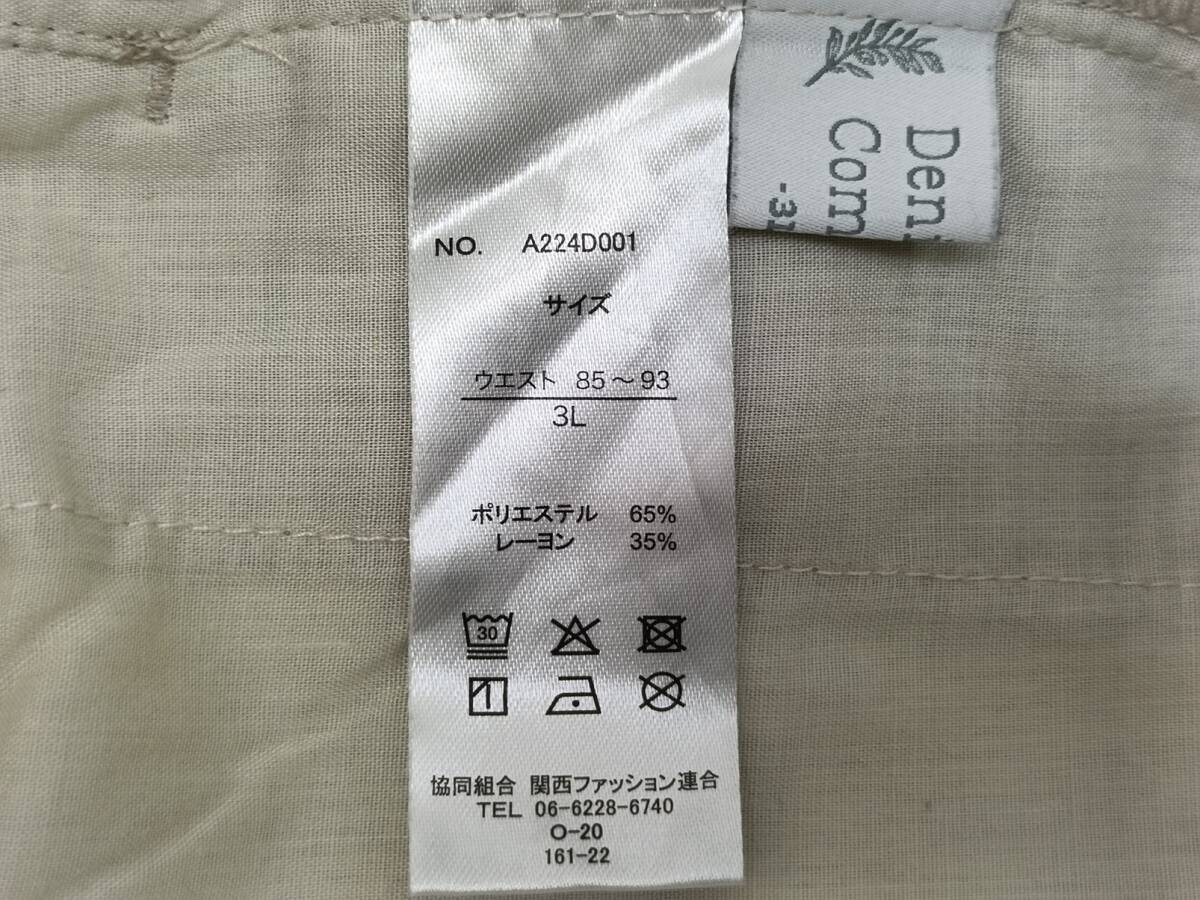 NO. A224D001
サイズ
ウエスト 85～93
3L
ポリエステル 65%
レーヨン 35%
30
協同組合 関西ファッション連合
TEL 06-6228-6740
O-20
161-22
Den
Com